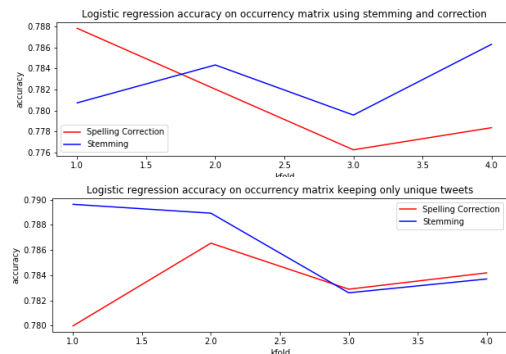 Logistic regression accuracy on occurrency matrix using stemming and correction
0.788
0.786
0.784
0.782
0.780
0.778
0.776
accuracy
Spelling Correction
Stemming
1.0 1.5 2.0 2.5 3.0 3.5 4.0
kfold
Logistic regression accuracy on occurrency matrix keeping only unique tweets
0.790
0.788
0.786
0.784
0.782
0.780
accuracy
Spelling Correction
Stemming
1.0 1.5 2.0 2.5 3.0 3.5 4.0
kfold